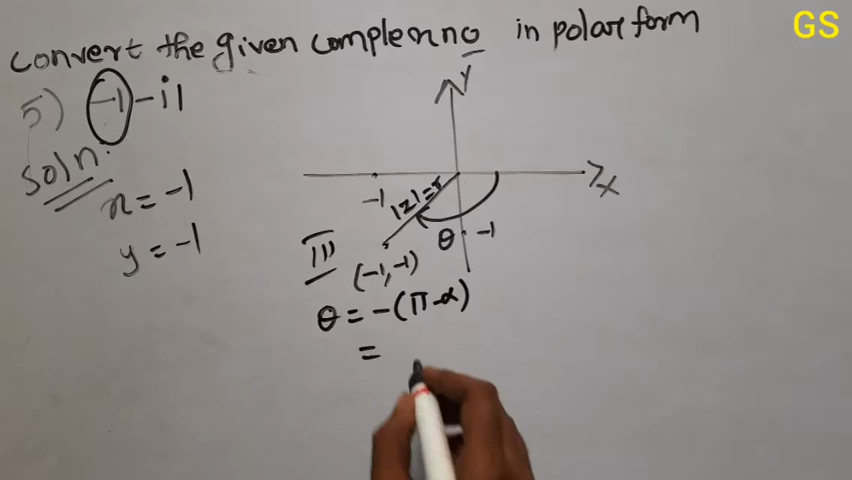 convert the given complex no in polar form
GS
5) -1 - i1
Soln:
x = -1
y = -1
Y
X
-1
|z|=r
θ
-1
III
(-1,-1)
θ = -(π-α)
=